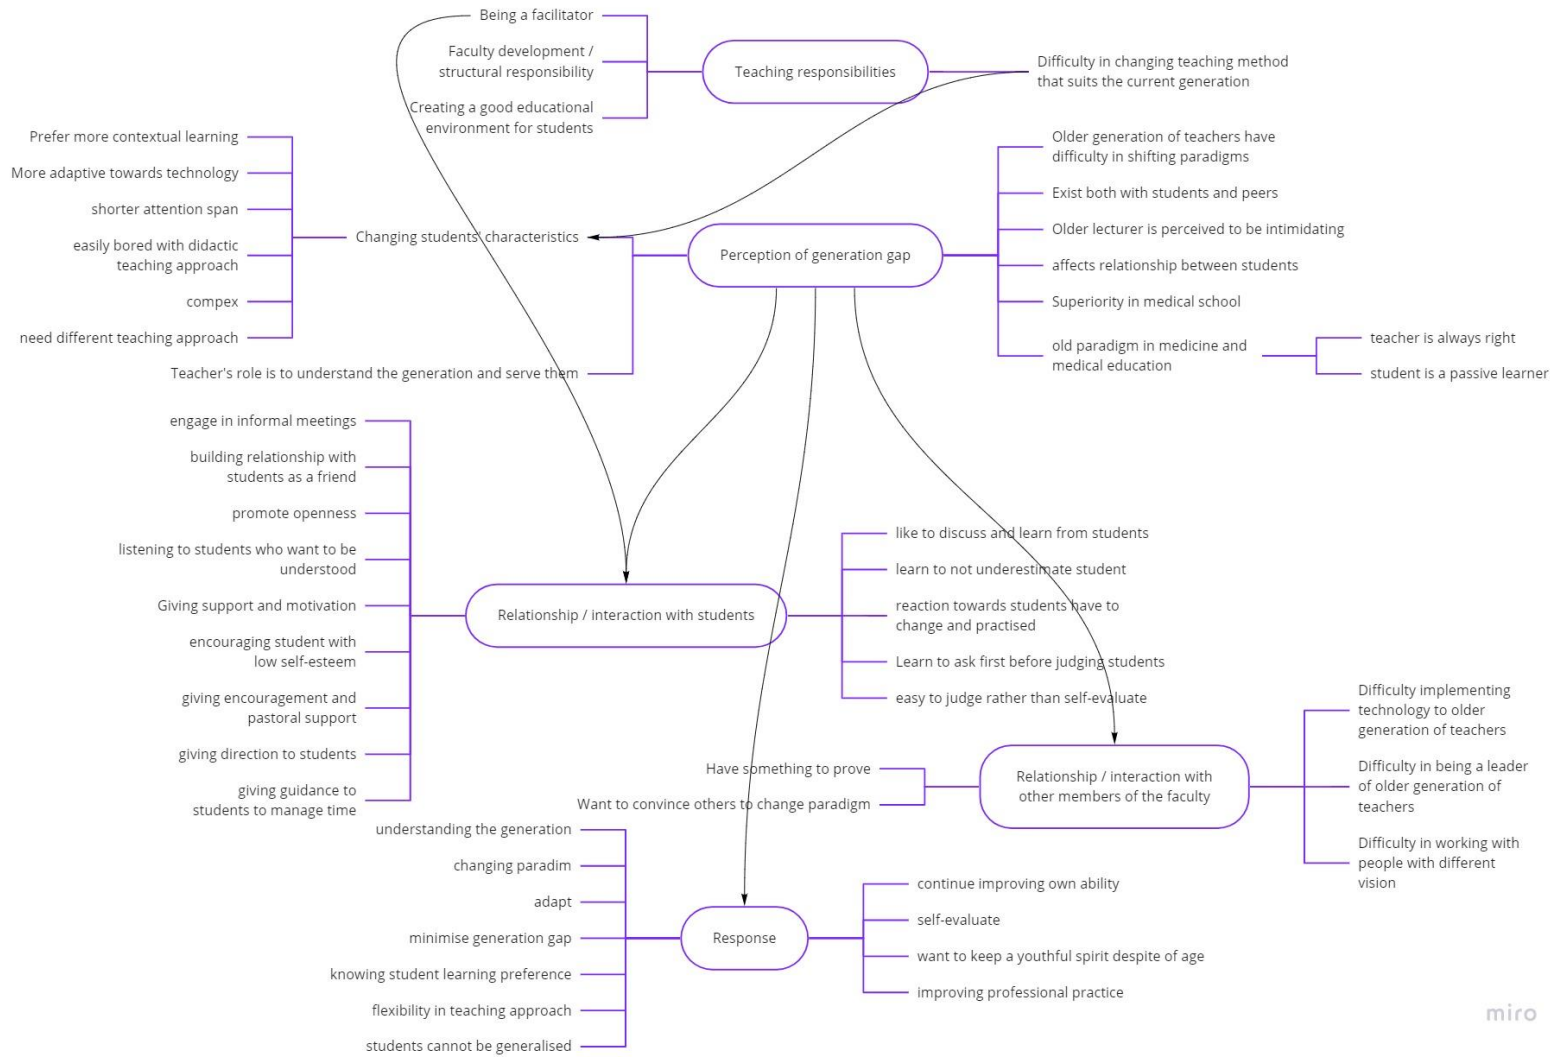 Being a facilitator
Faculty development /
structural responsibility
Creating a good educational
environment for students
Teaching responsibilities
Difficulty in changing teaching method
that suits the current generation
Prefer more contextual learning
More adaptive towards technology
shorter attention span
easily bored with didactic
teaching approach
compex
need different teaching approach
Changing students' characteristics
Teacher's role is to understand the generation and serve them
Perception of generation gap
Older generation of teachers have
difficulty in shifting paradigms
Exist both with students and peers
Older lecturer is perceived to be intimidating
affects relationship between students
Superiority in medical school
old paradigm in medicine and
medical education
teacher is always right
student is a passive learner
engage in informal meetings
building relationship with
students as a friend
promote openness
listening to students who want to be
understood
Giving support and motivation
encouraging student with
low self-esteem
giving encouragement and
pastoral support
giving direction to students
giving guidance to
students to manage time
Relationship / interaction with students
like to discuss and learn from students
learn to not underestimate student
reaction towards students have to
change and practised
Learn to ask first before judging students
easy to judge rather than self-evaluate
Have something to prove
Want to convince others to change paradigm
Relationship / interaction with
other members of the faculty
Difficulty implementing
technology to older
generation of teachers
Difficulty in being a leader
of older generation of
teachers
Difficulty in working with
people with different
vision
understanding the generation
changing paradim
adapt
minimise generation gap
knowing student learning preference
flexibility in teaching approach
students cannot be generalised
Response
continue improving own ability
self-evaluate
want to keep a youthful spirit despite of age
improving professional practice
miro